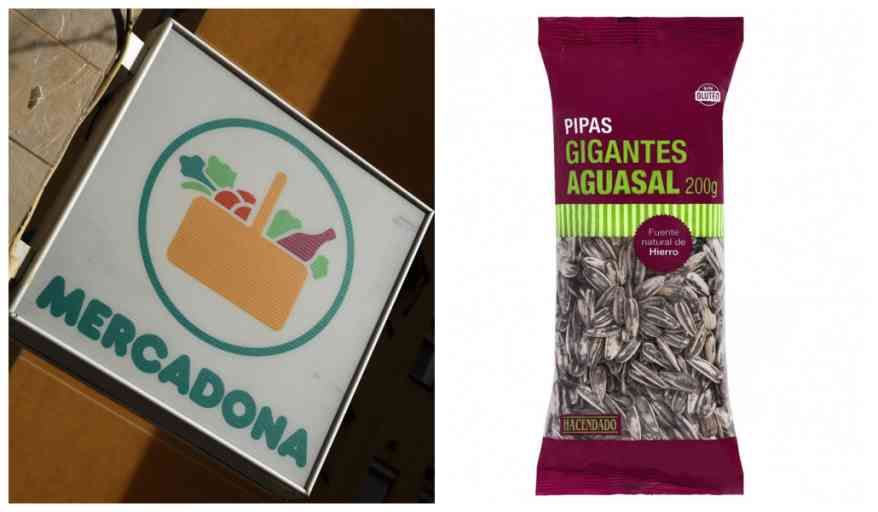 MERCADONA
SIN
GLUTEN
PIPAS
GIGANTES
AGUASAL 200g
Fuente
natural de
Hierro
HACENDADO